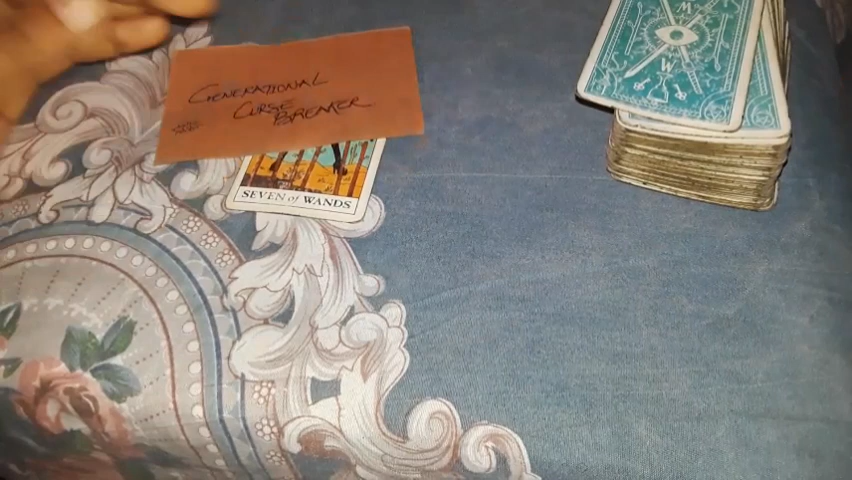 GENERATIONAL
CURSE
BREAKER
SEVEN of WANDS
M
W